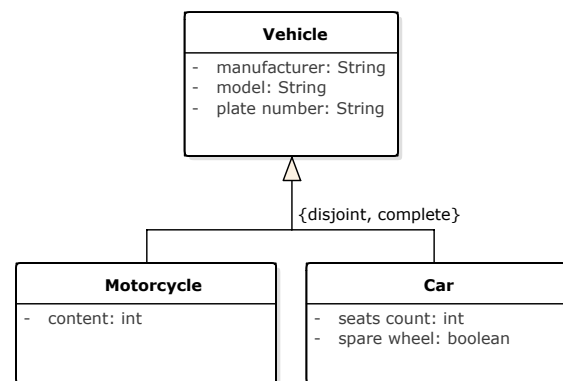 Vehicle
- manufacturer: String
- model: String
- plate number: String
{disjoint, complete}
Motorcycle
- content: int
Car
- seats count: int
- spare wheel: boolean